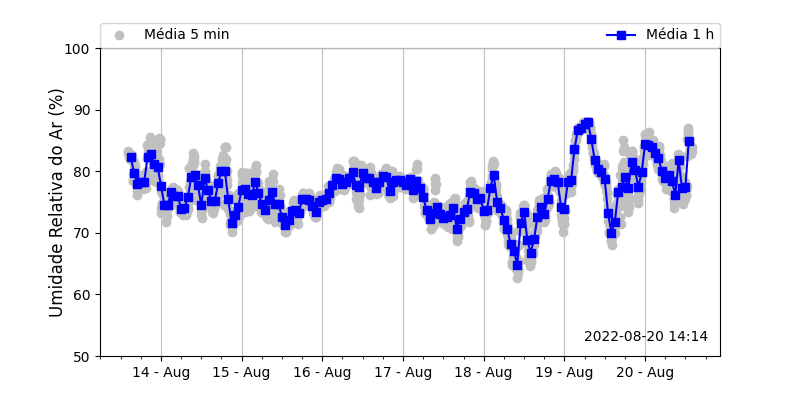 Média 5 min
Média 1 h
Umidade Relativa do Ar (%)
100
90
80
70
60
50
2022-08-20 14:14
14 - Aug
15 - Aug
16 - Aug
17 - Aug
18 - Aug
19 - Aug
20 - Aug